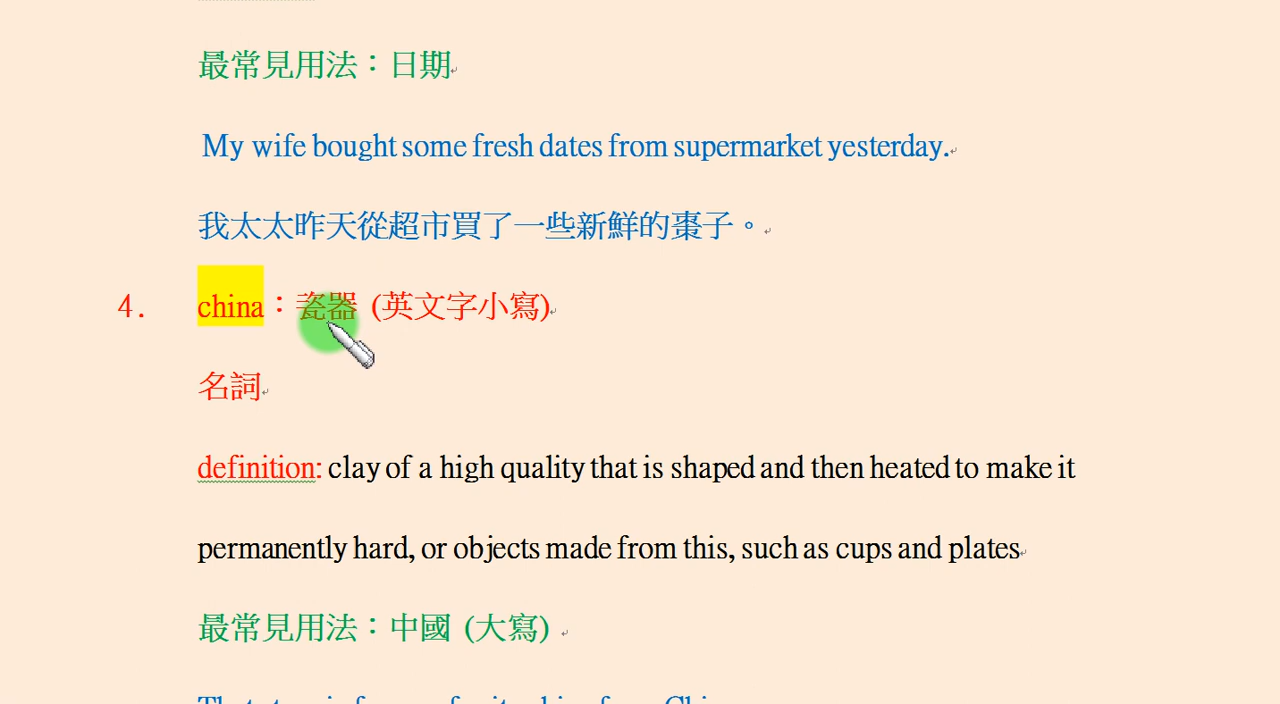 最常見用法：日期
My wife bought some fresh dates from supermarket yesterday.
我太太昨天從超市買了一些新鮮的棗子。
4. china：瓷器 (英文字小寫)
名詞
definition: clay of a high quality that is shaped and then heated to make it
permanently hard, or objects made from this, such as cups and plates
最常見用法：中國 (大寫)